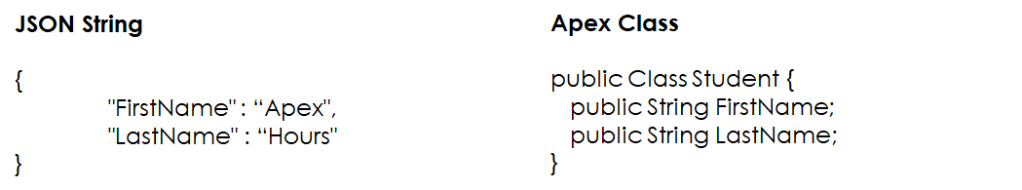 JSON String
{
"FirstName" : “Apex",
"LastName" : “Hours"
}
Apex Class
public Class Student {
public String FirstName;
public String LastName;
}